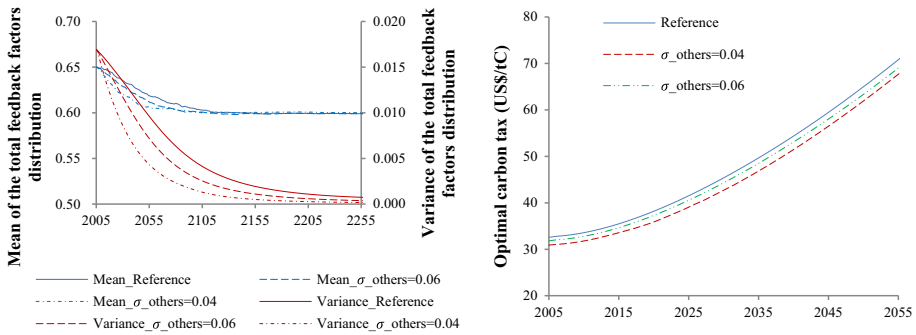 Mean of the total feedback factors
distribution
0.70
0.65
0.60
0.55
0.50
0.020
0.015
0.010
0.005
0.000
Variance of the total feedback
factors distribution
2005 2055 2105 2155 2205 2255
Mean_Reference
Mean_σ_others=0.06
Mean_σ_others=0.04
Variance_Reference
Variance_σ_others=0.06
Variance_σ_others=0.04
Optimal carbon tax (US$/tC)
80
70
60
50
40
30
20
2005 2015 2025 2035 2045 2055
Reference
σ_others=0.04
σ_others=0.06